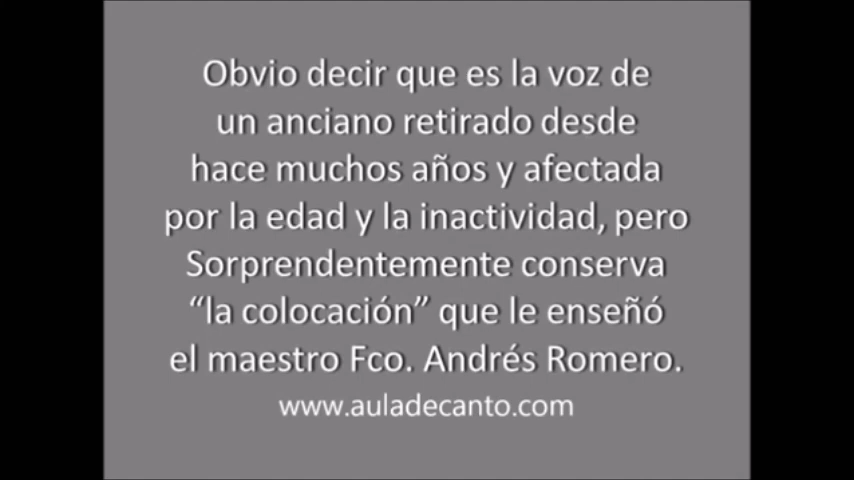 Obvio decir que es la voz de
un anciano retirado desde
hace muchos años y afectada
por la edad y la inactividad, pero
Sorprendentemente conserva
“la colocación” que le enseñó
el maestro Fco. Andrés Romero.
www.auladecanto.com